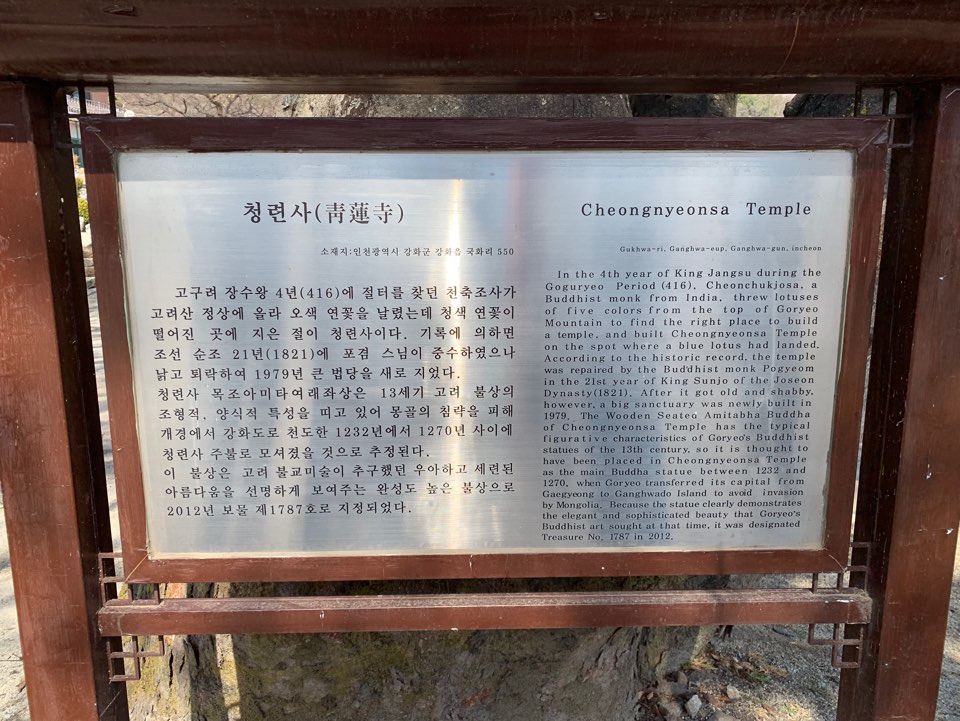 청련사(靑蓮寺)
소재지:인천광역시 강화군 강화읍 국화리 550
고구려 장수왕 4년(416)에 절터를 찾던 천축조사가
고려산 정상에 올라 오색 연꽃을 날렸는데 청색 연꽃이
떨어진 곳에 지은 절이 청련사이다. 기록에 의하면
조선 순조 21년(1821)에 포겸 스님이 중수하였으나
낡고 퇴락하여 1979년 큰 법당을 새로 지었다.
청련사 목조아미타여래좌상은 13세기 고려 불상의
조형적, 양식적 특성을 띠고 있어 몽골의 침략을 피해
개경에서 강화도로 천도한 1232년에서 1270년 사이에
청련사 주불로 모셔졌을 것으로 추정된다.
이 불상은 고려 불교미술이 추구했던 우아하고 세련된
아름다움을 선명하게 보여주는 완성도 높은 불상으로
2012년 보물 제1787호로 지정되었다.
Cheongnyeonsa Temple
Gukhwa-ri, Ganghwa-eup, Ganghwa-gun, incheon
In the 4th year of King Jangsu during the
Goguryeo Period (416), Cheonchukjosa, a
Buddhist monk from India, threw lotuses
of five colors from the top of Goryeo
Mountain to find the right place to build
a temple, and built Cheongnyeonsa Temple
on the spot where a blue lotus had landed.
According to the historic record, the temple
was repaired by the Buddhist monk Pogyeom
in the 21st year of King Sunjo of the Joseon
Dynasty(1821). After it got old and shabby,
however, a big sanctuary was newly built in
1979. The Wooden Seateo Amitabha Buddha
of Cheongnyeonsa Temple has the typical
figurative characteristics of Goryeo's Buddhist
statues of the 13th century, so it is thought to
have been placed in Cheongnyeonsa Temple
as the main Buddha statue between 1232 and
1270, when Goryeo transferred its capital from
Gaegyeong to Ganghwado Island to avoid invasion
by Mongolia. Because the statue clearly demonstrates
the elegant and sophisticated beauty that Goryeo's
Buddhist art sought at that time, it was designated
Treasure No. 1787 in 2012.